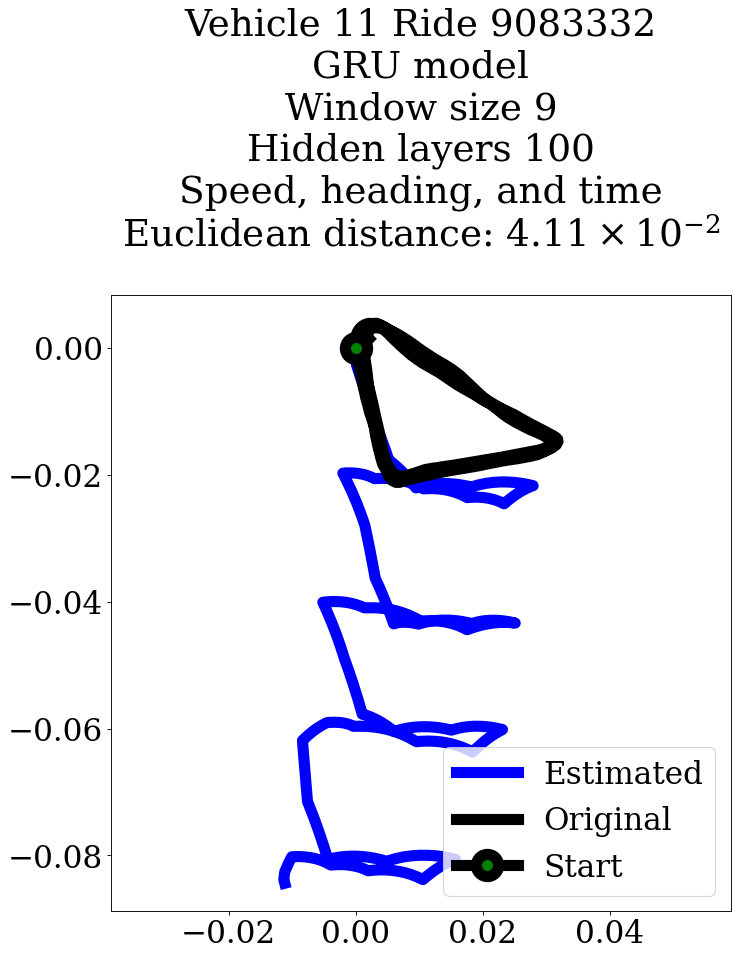 Vehicle 11 Ride 9083332
GRU model
Window size 9
Hidden layers 100
Speed, heading, and time
Euclidean distance: 4.11 × 10⁻²
0.00
−0.02
−0.04
−0.06
−0.08
−0.02 0.00 0.02 0.04
Estimated
Original
Start